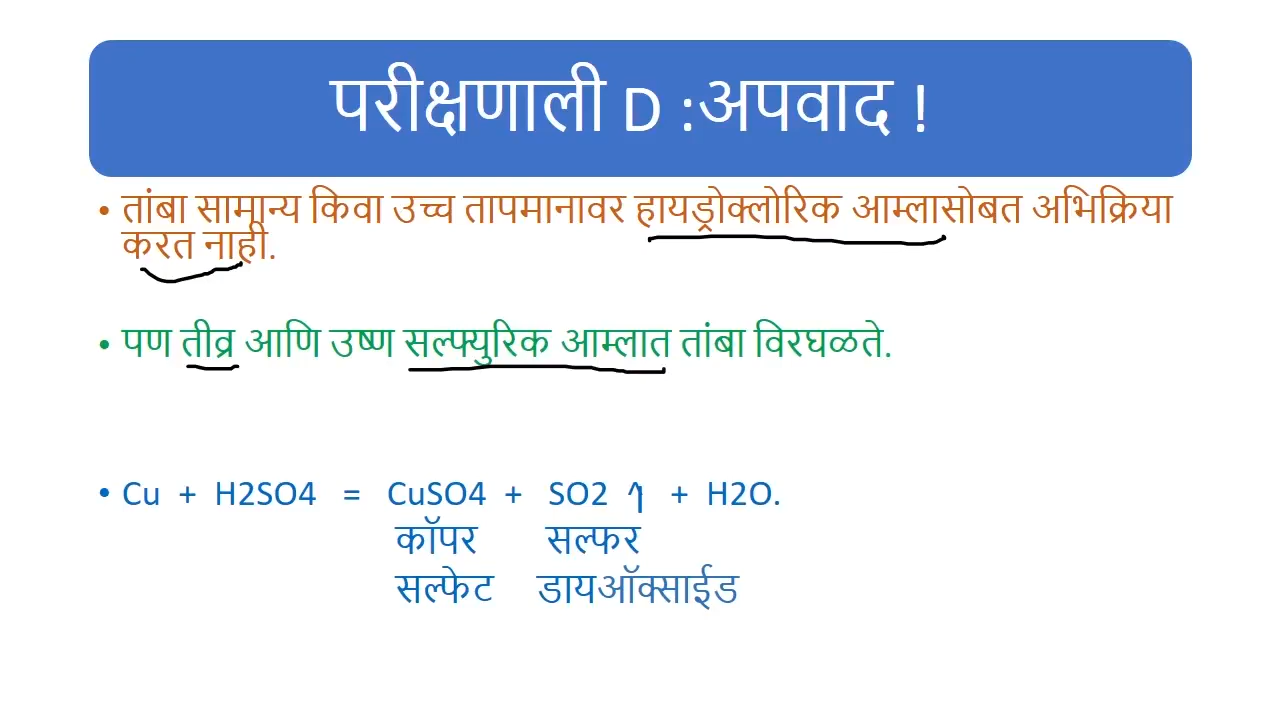 परीक्षणाली D :अपवाद !
• तांबा सामान्य किवा उच्च तापमानावर हायड्रोक्लोरिक आम्लासोबत अभिक्रिया
करत नाही.
• पण तीव्र आणि उष्ण सल्फ्युरिक आम्लात तांबा विरघळते.
• Cu + H2SO4 = CuSO4 + SO2 ↑ + H2O.
कॉपर सल्फर
सल्फेट डायऑक्साईड